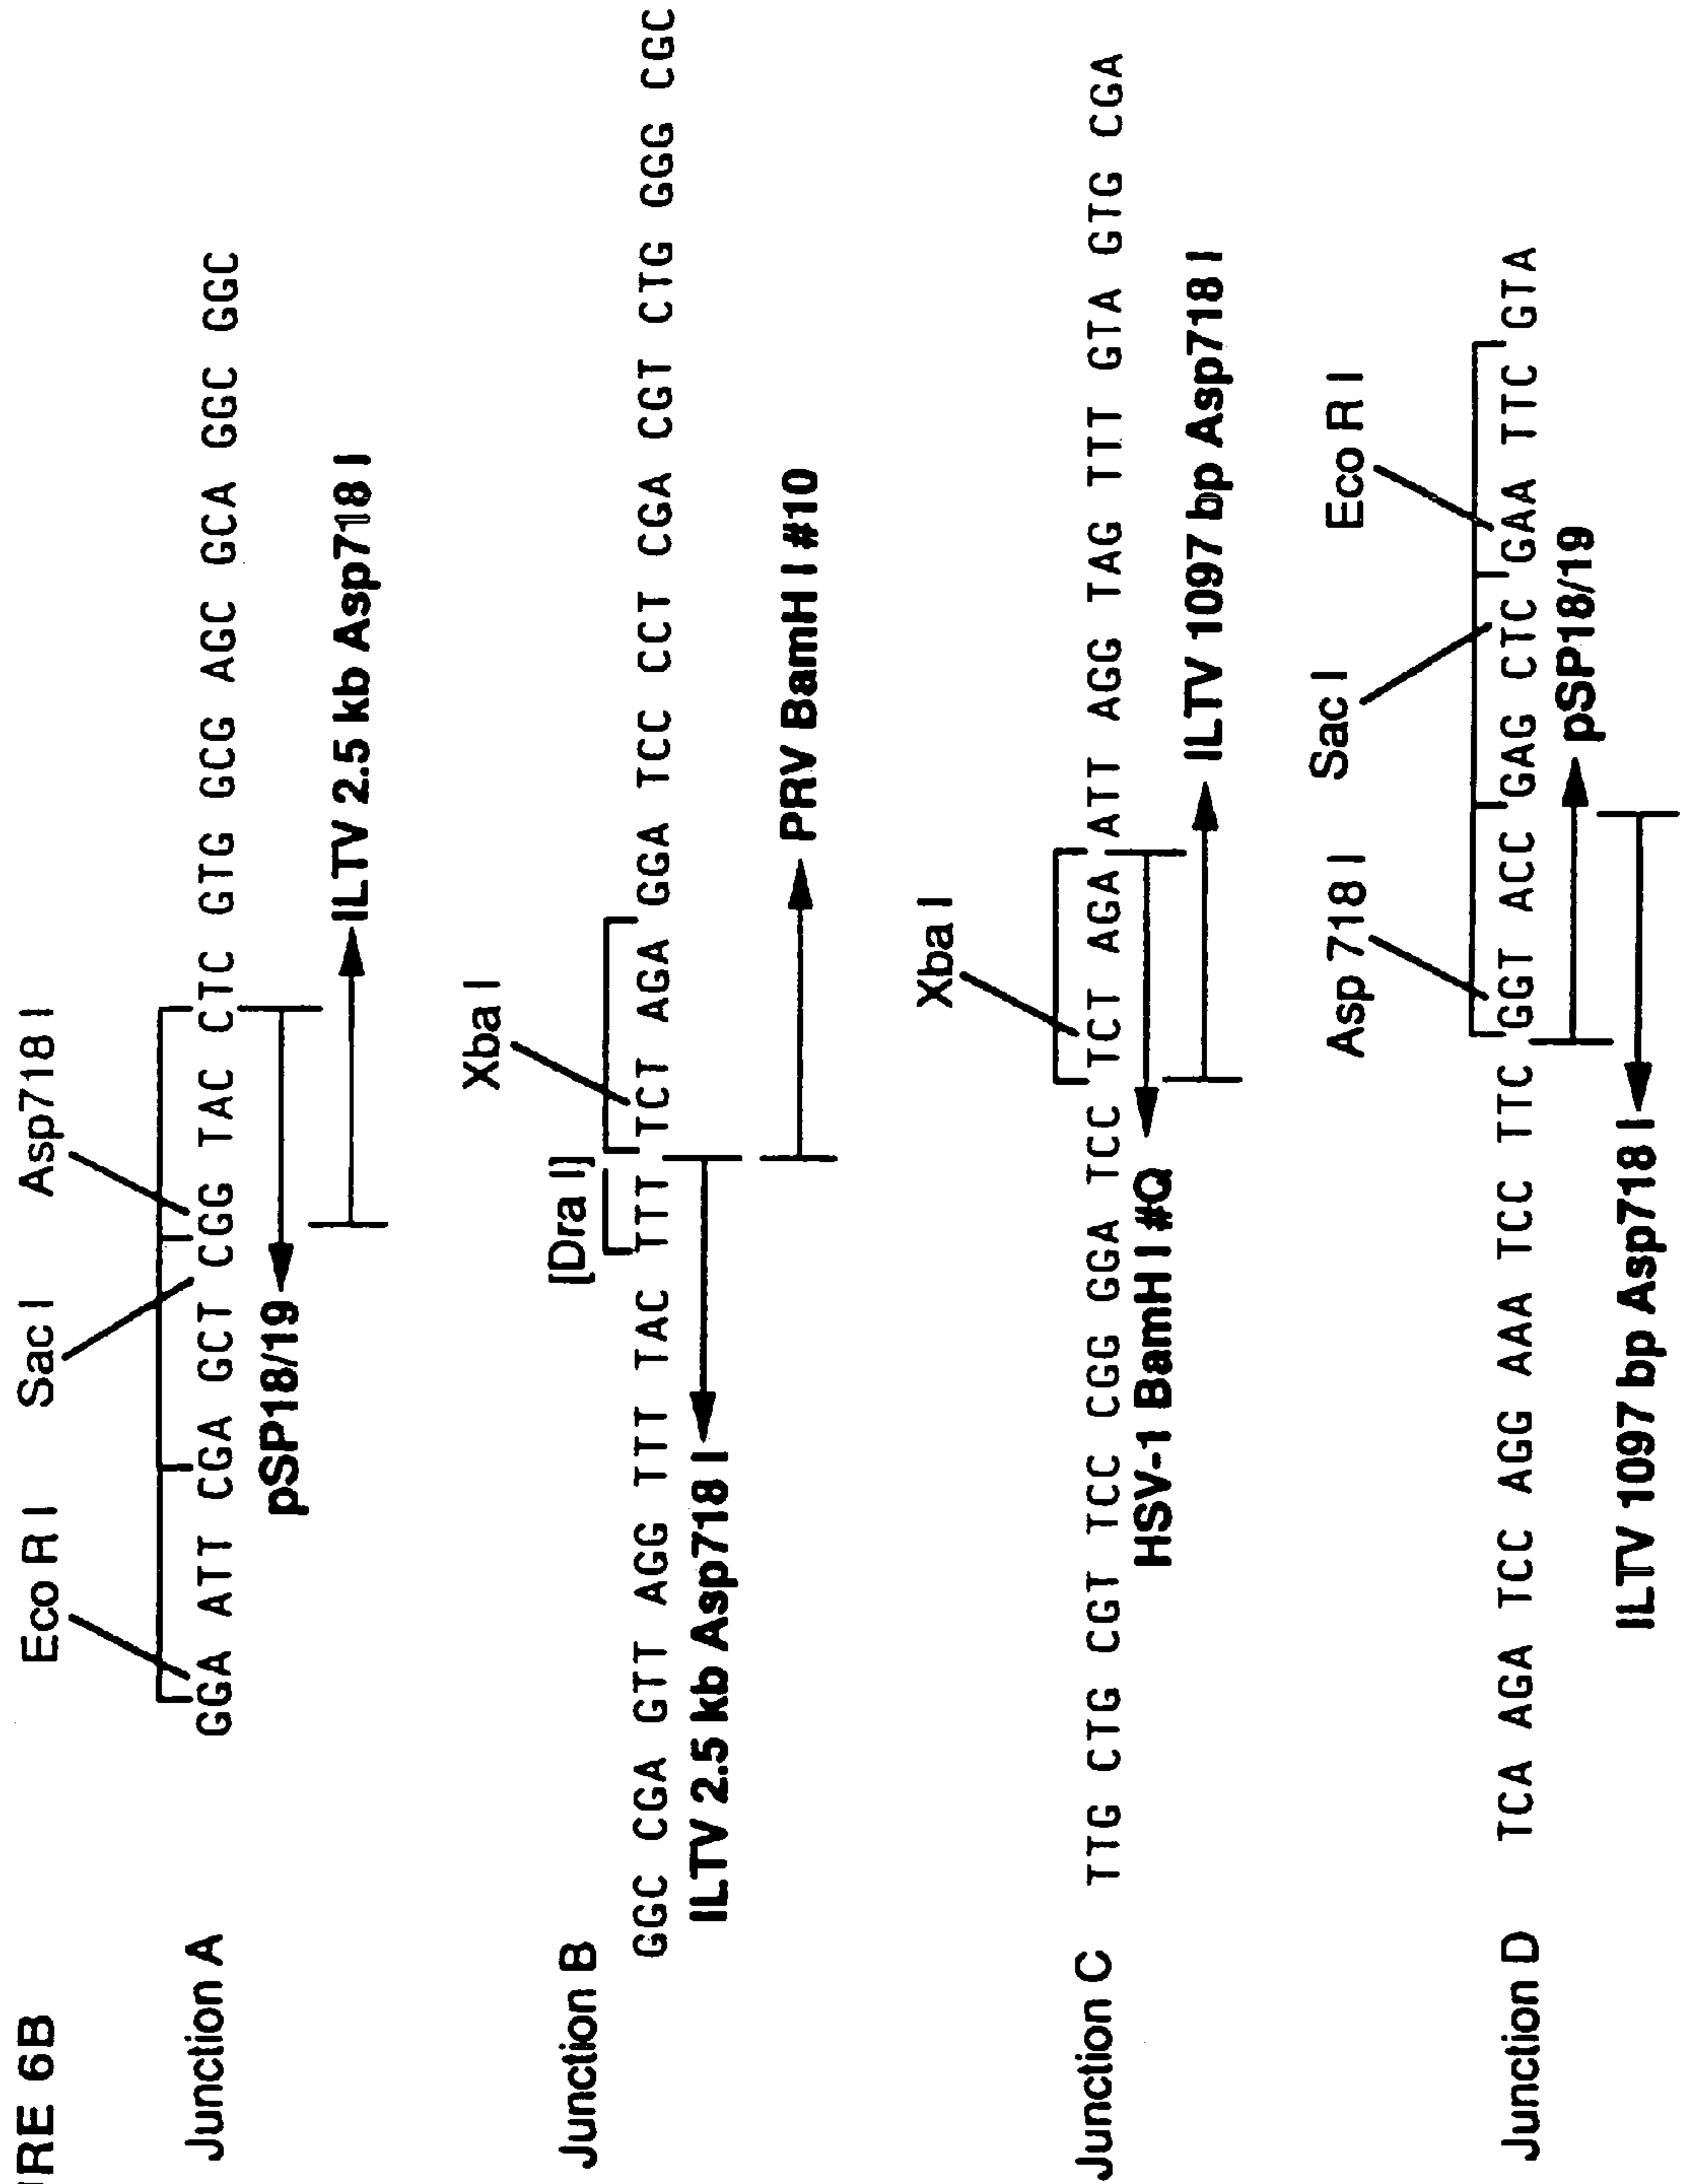 IRE 6B
Eco R I Sac I Asp718 I
Junction A GGA ATT CGA GCT CGG TAC CTC GTG GCG AGC GCA GGC GGC
pSP18/19
ILTV 2.5 kb Asp718 I
Xba I
[Dra I]
Junction B GGC CGA GTT AGG TTT TAC TTT TCT AGA GGA TCC CCT CGA CGT CTG GGG CGC
ILTV 2.5 kb Asp718 I
PRV BamH I #10
Xba I
Junction C TTG CTG CGT TCC CGG GGA TCC TCT AGA ATT AGG TAG TTT GTA GTG CGA
HSV-1 BamH I #Q
ILTV 1097 bp Asp718 I
Asp 718 I Sac I Eco R I
Junction D TCA AGA TCC AGG AAA TCC TTC GGT ACC GAG CTC GAA TTC GTA
pSP18/19
ILTV 1097 bp Asp718 I